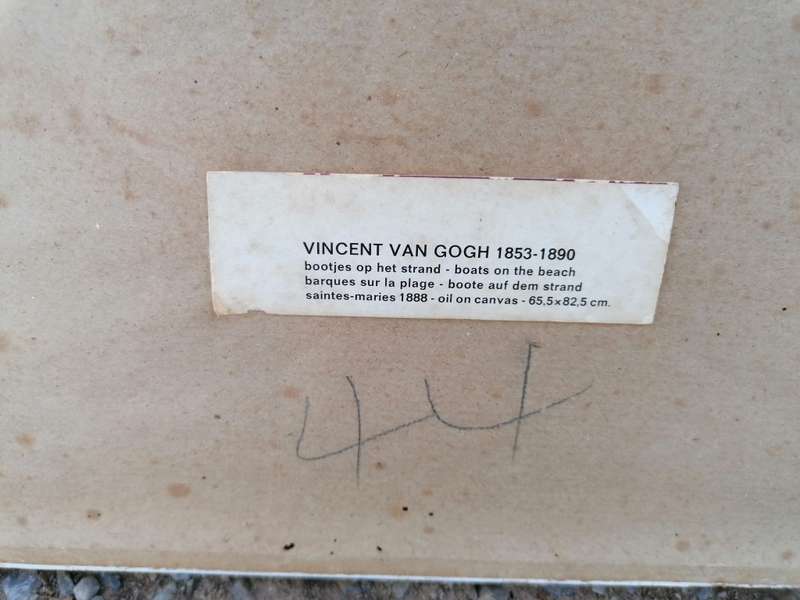 VINCENT VAN GOGH 1853-1890
bootjes op het strand - boats on the beach
barques sur la plage - boote auf dem strand
saintes-maries 1888 - oil on canvas - 65,5×82,5 cm.
44